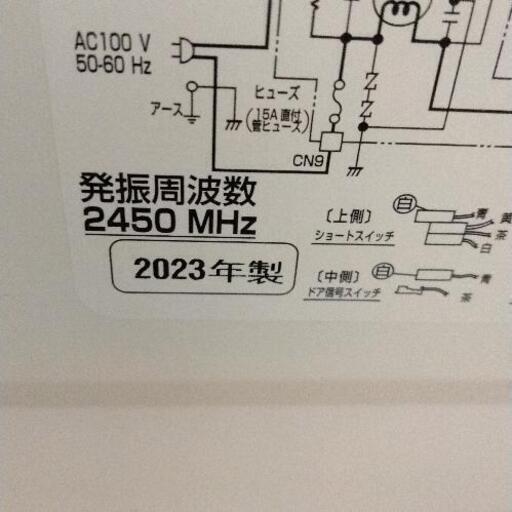 AC100 V
50-60 Hz
アース
ヒューズ
(15A 直付
管ヒューズ)
CN9
発振周波数
2450 MHz
2023年製
〔上側〕
ショートスイッチ
白
青
黄
茶
白
〔中側〕
ドア信号スイッチ
白
青
茶